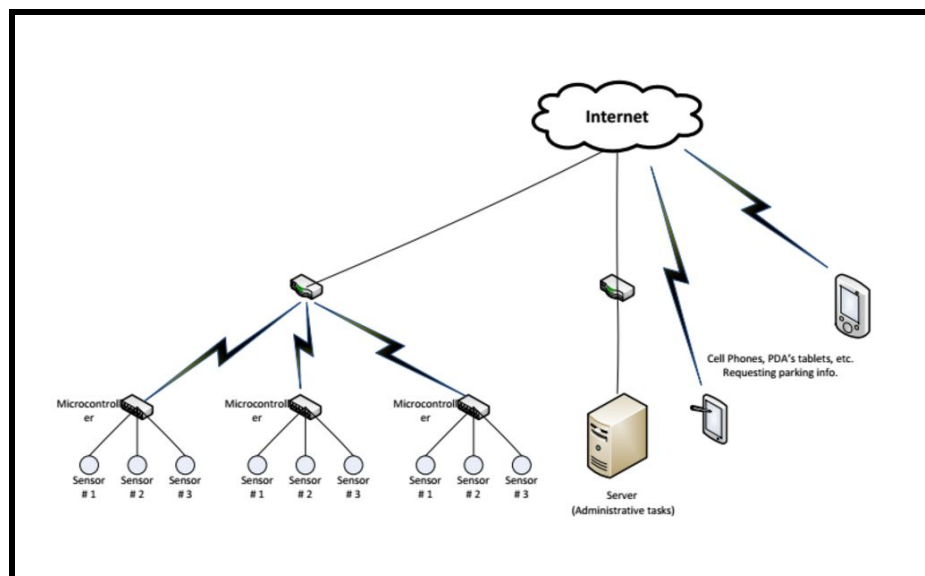 Internet
Cell Phones, PDA's tablets, etc.
Requesting parking info.
Microcontroll
er
Microcontroll
er
Microcontroll
er
Sensor
# 1
Sensor
# 2
Sensor
# 3
Sensor
# 1
Sensor
# 2
Sensor
# 3
Sensor
# 1
Sensor
# 2
Sensor
# 3
Server
(Administrative tasks)